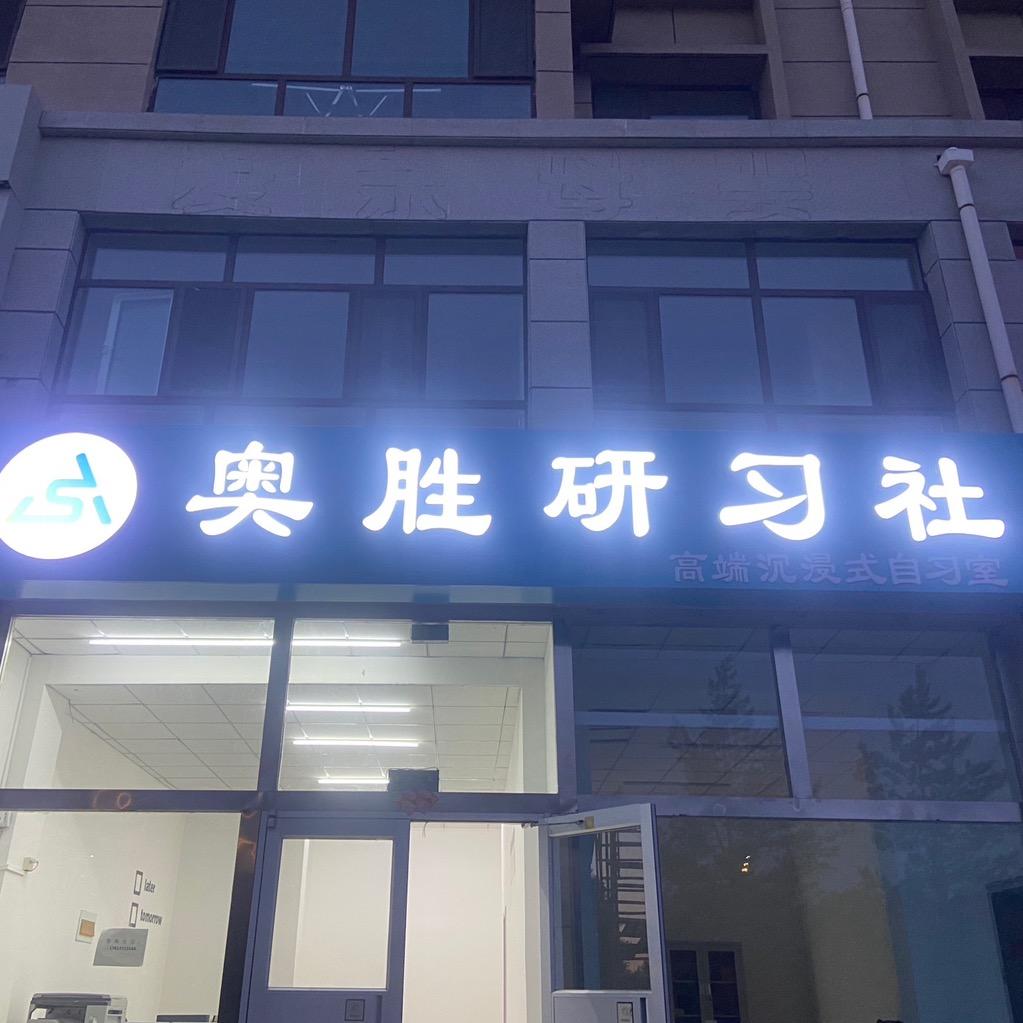 奥胜研习社
高端沉浸式自习室
later
tomorrow